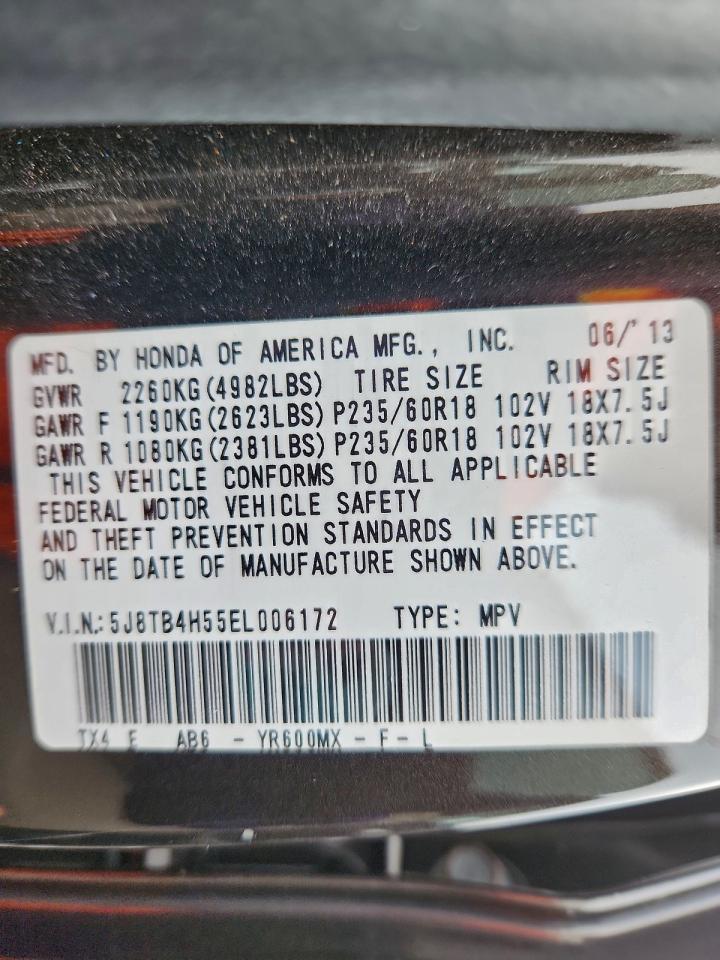 MFD. BY HONDA OF AMERICA MFG., INC. 06/'13
GVWR 2260KG(4982LBS) TIRE SIZE RIM SIZE
GAWR F 1190KG(2623LBS)P235/60R18 102V 18X7.5J
GAWR R 1080KG(2381LBS)P235/60R18 102V 18X7.5J
THIS VEHICLE CONFORMS TO ALL APPLICABLE
FEDERAL MOTOR VEHICLE SAFETY
AND THEFT PREVENTION STANDARDS IN EFFECT
ON THE DATE OF MANUFACTURE SHOWN ABOVE.
V.I.N.:5J8TB4H55EL006172 TYPE: MPV
TX4 E AB6 - YR600MX - F - L